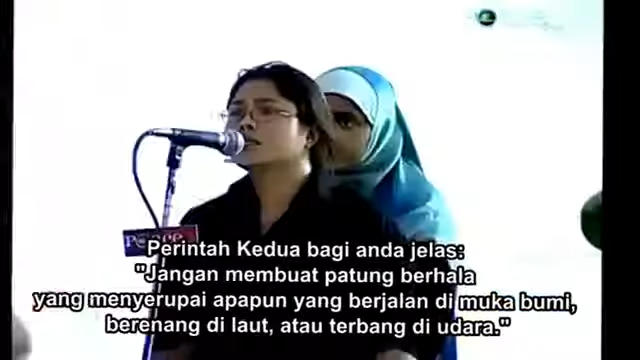 Peace
Perintah Kedua bagi anda jelas:
"Jangan membuat patung berhala
yang menyerupai apapun yang berjalan di muka bumi,
berenang di laut, atau terbang di udara."